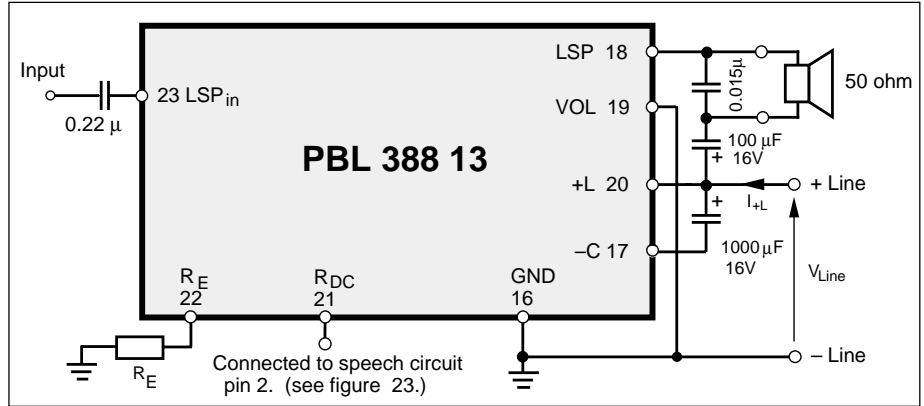 Input
0.22 µ
23 LSPin
PBL 388 13
LSP 18
VOL 19
+L 20
–C 17
0.015µ
50 ohm
100 µF
16V
+
+ Line
I+L
+
1000 µF
16V
VLine
RE
22
RDC
21
GND
16
– Line
RE
Connected to speech circuit
pin 2. (see figure 23.)